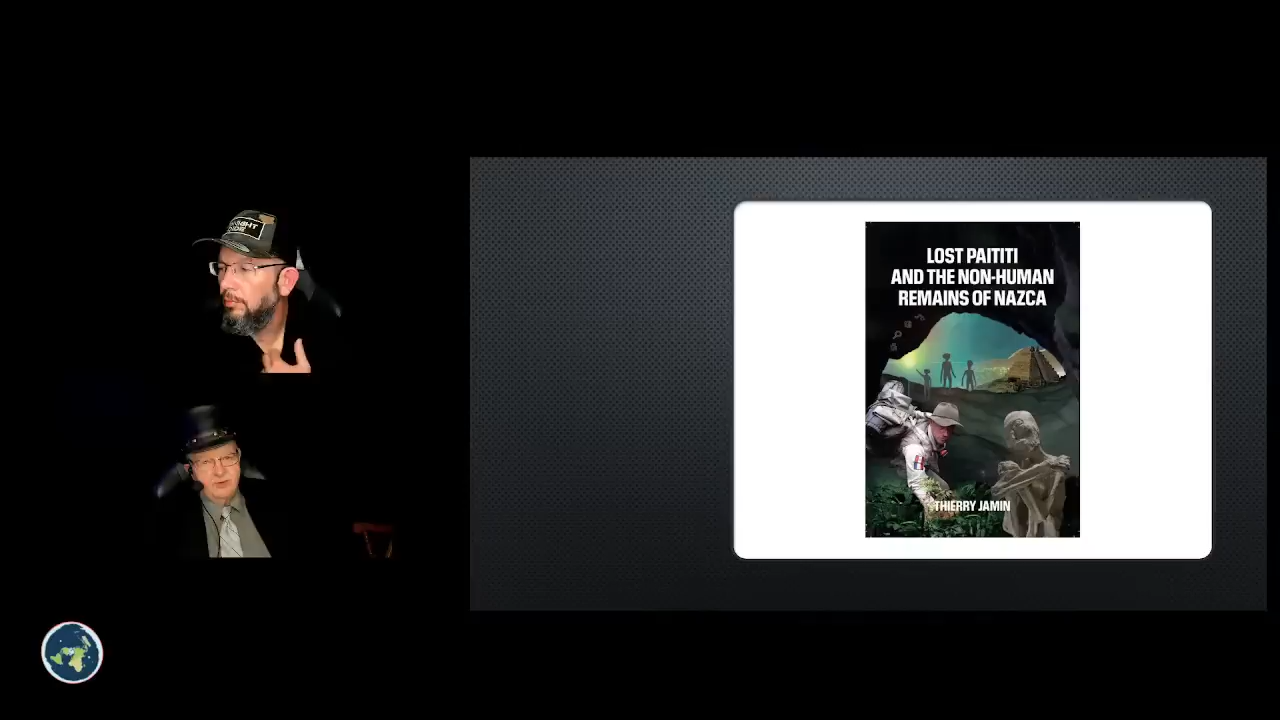 LOST PAITITI
AND THE NON-HUMAN
REMAINS OF NAZCA
THIERRY JAMIN